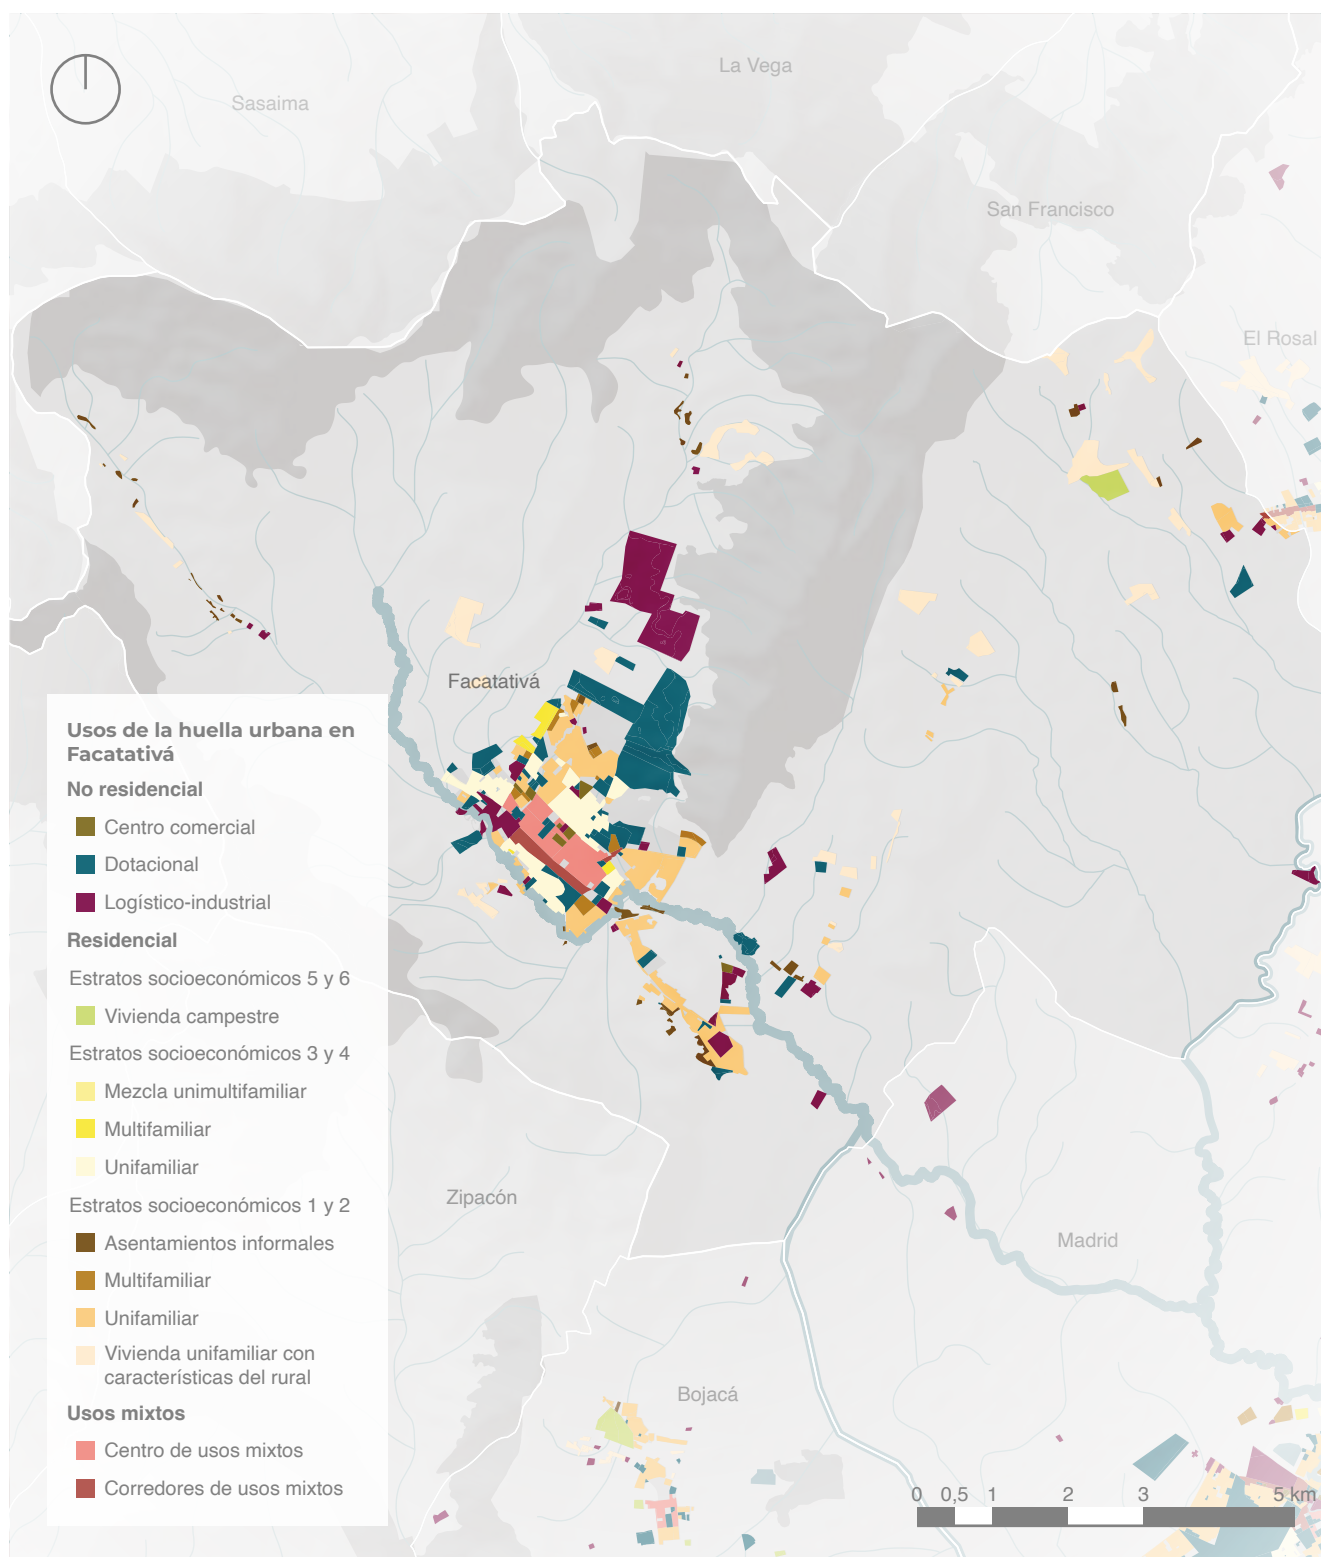 La Vega
Sasaima
San Francisco
El Rosal
Facatativá
Usos de la huella urbana en
Facatativá
No residencial
Centro comercial
Dotacional
Logístico-industrial
Residencial
Estratos socioeconómicos 5 y 6
Vivienda campestre
Estratos socioeconómicos 3 y 4
Mezcla unimultifamiliar
Multifamiliar
Unifamiliar
Estratos socioeconómicos 1 y 2
Asentamientos informales
Multifamiliar
Unifamiliar
Vivienda unifamiliar con
características del rural
Usos mixtos
Centro de usos mixtos
Corredores de usos mixtos
Zipacón
Madrid
Bojacá
0 0,5 1 2 3 5 km